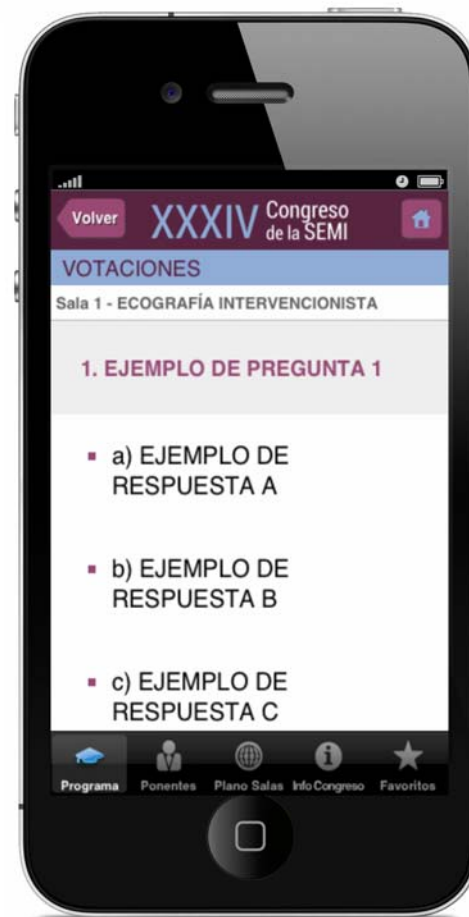 Volver
XXXIV Congreso
de la SEMI
VOTACIONES
Sala 1 - ECOGRAFÍA INTERVENCIONISTA
1. EJEMPLO DE PREGUNTA 1
a) EJEMPLO DE
RESPUESTA A
b) EJEMPLO DE
RESPUESTA B
c) EJEMPLO DE
RESPUESTA C
Programa Ponentes Plano Salas Info Congreso Favoritos